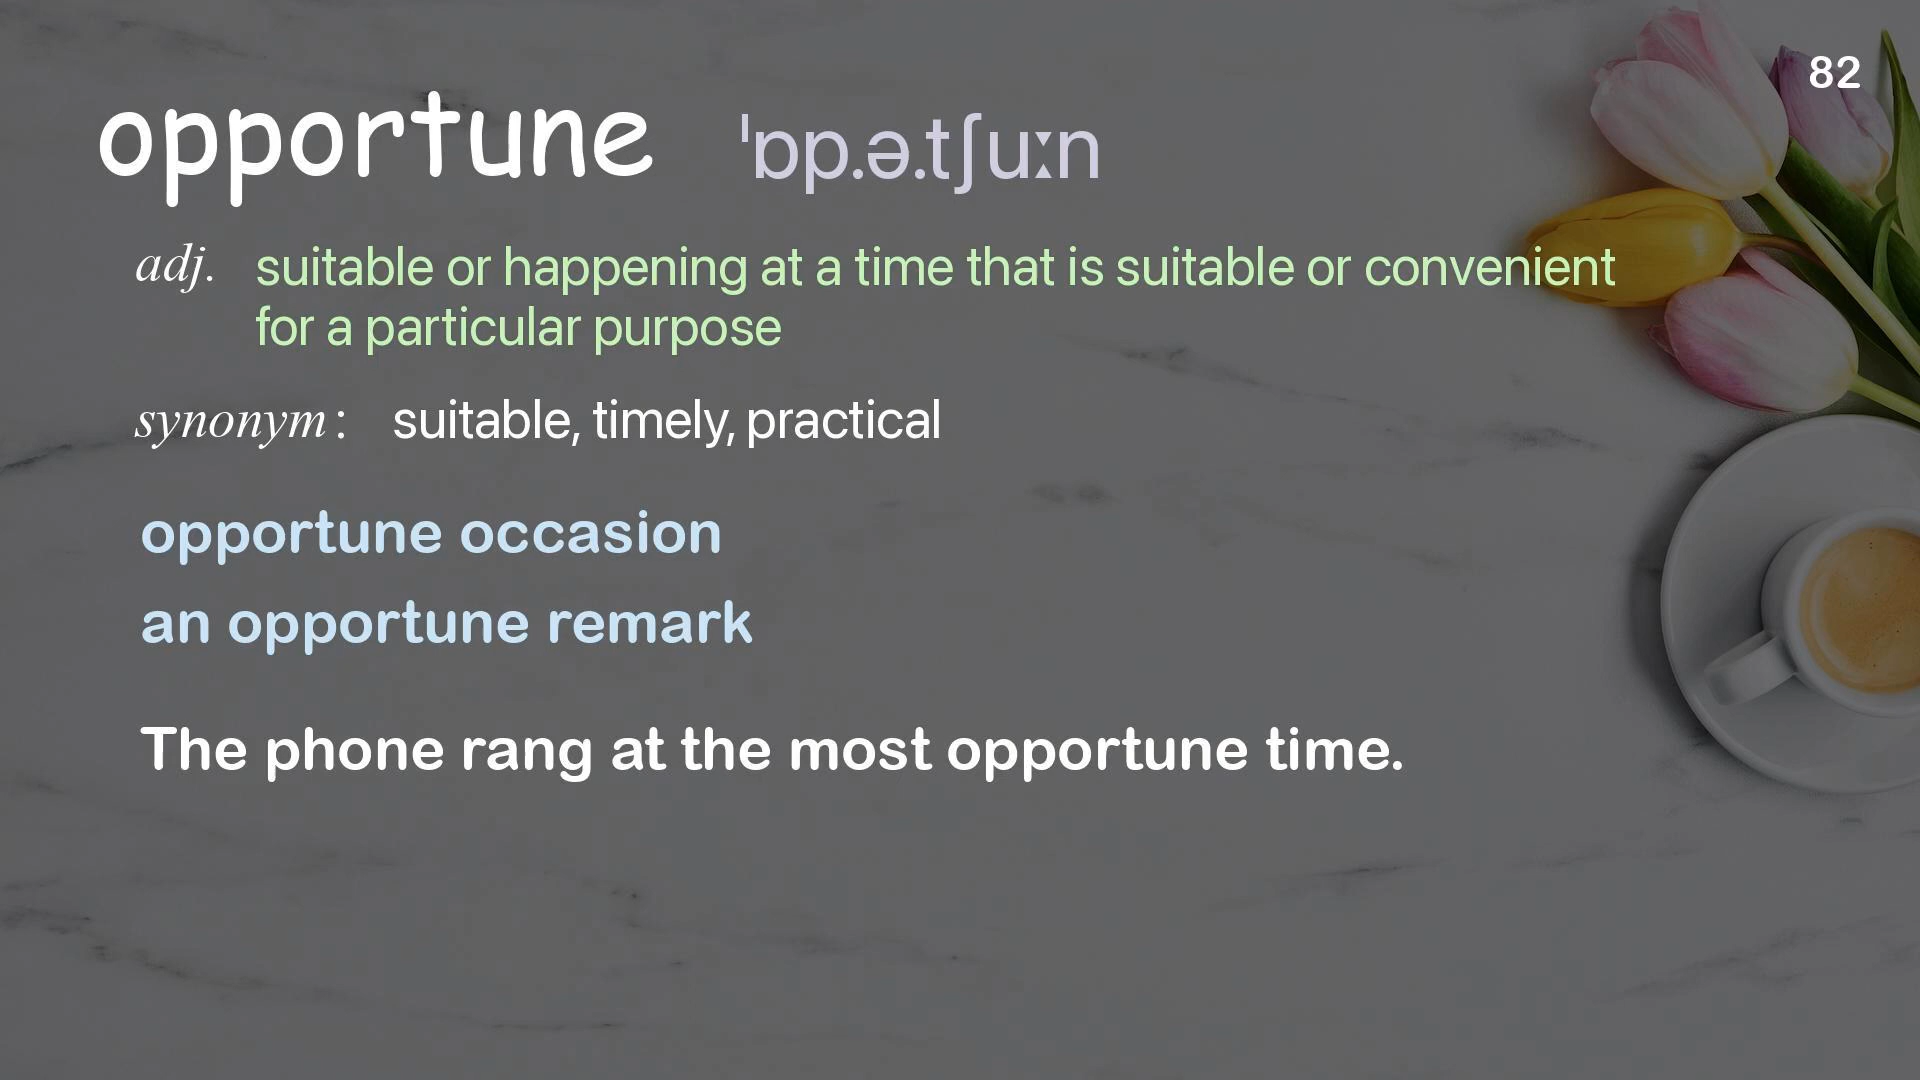 82
opportune ˈɒp.ə.tʃuːn
adj. suitable or happening at a time that is suitable or convenient
for a particular purpose
synonym : suitable, timely, practical
opportune occasion
an opportune remark
The phone rang at the most opportune time.